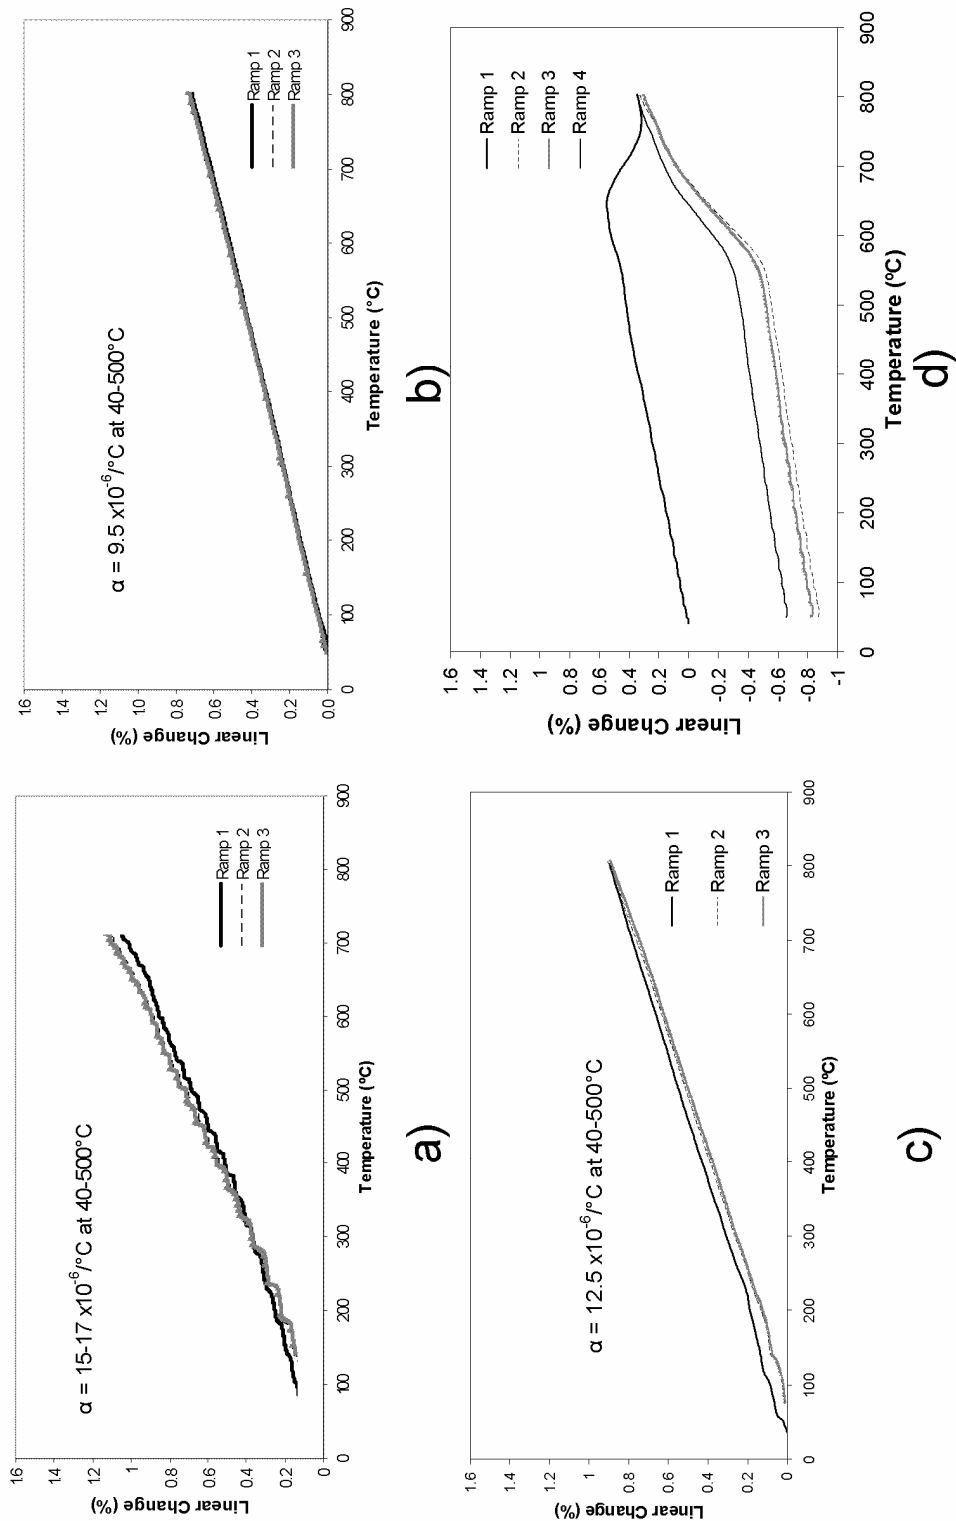 1.6
1.4
1.2
1.0
0.8
0.6
0.4
0.2
0
Linear Change (%)
α = 15-17 x10⁻⁶/°C at 40-500°C
Ramp 1
Ramp 2
Ramp 3
0 100 200 300 400 500 600 700 800 900
Temperature (ºC)
a)
1.6
1.4
1.2
1.0
0.8
0.6
0.4
0.2
0.0
Linear Change (%)
α = 9.5 x10⁻⁶/°C at 40-500°C
Ramp 1
Ramp 2
Ramp 3
0 100 200 300 400 500 600 700 800 900
Temperature (°C)
b)
1.6
1.4
1.2
1
0.8
0.6
0.4
0.2
0
Linear Change (%)
α = 12.5 x10⁻⁶/°C at 40-500°C
Ramp 1
Ramp 2
Ramp 3
0 100 200 300 400 500 600 700 800 900
Temperature (ºC)
c)
1.6
1.4
1.2
1
0.8
0.6
0.4
0.2
0
-0.2
-0.4
-0.6
-0.8
-1
Linear Change (%)
Ramp 1
Ramp 2
Ramp 3
Ramp 4
0 100 200 300 400 500 600 700 800 900
Temperature (ºC)
d)